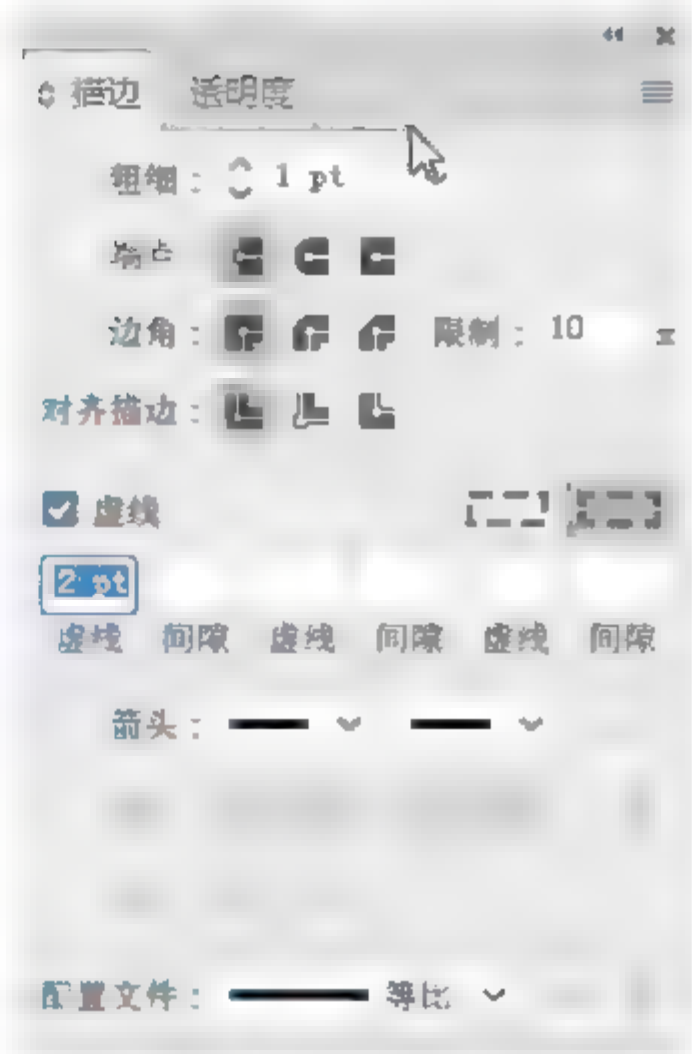 描边 透明度
粗细： 1 pt
端点
边角： 限制： 10 x
对齐描边：
虚线
2 pt
虚线 间隙 虚线 间隙 虚线 间隙
箭头：
配置文件： 等比